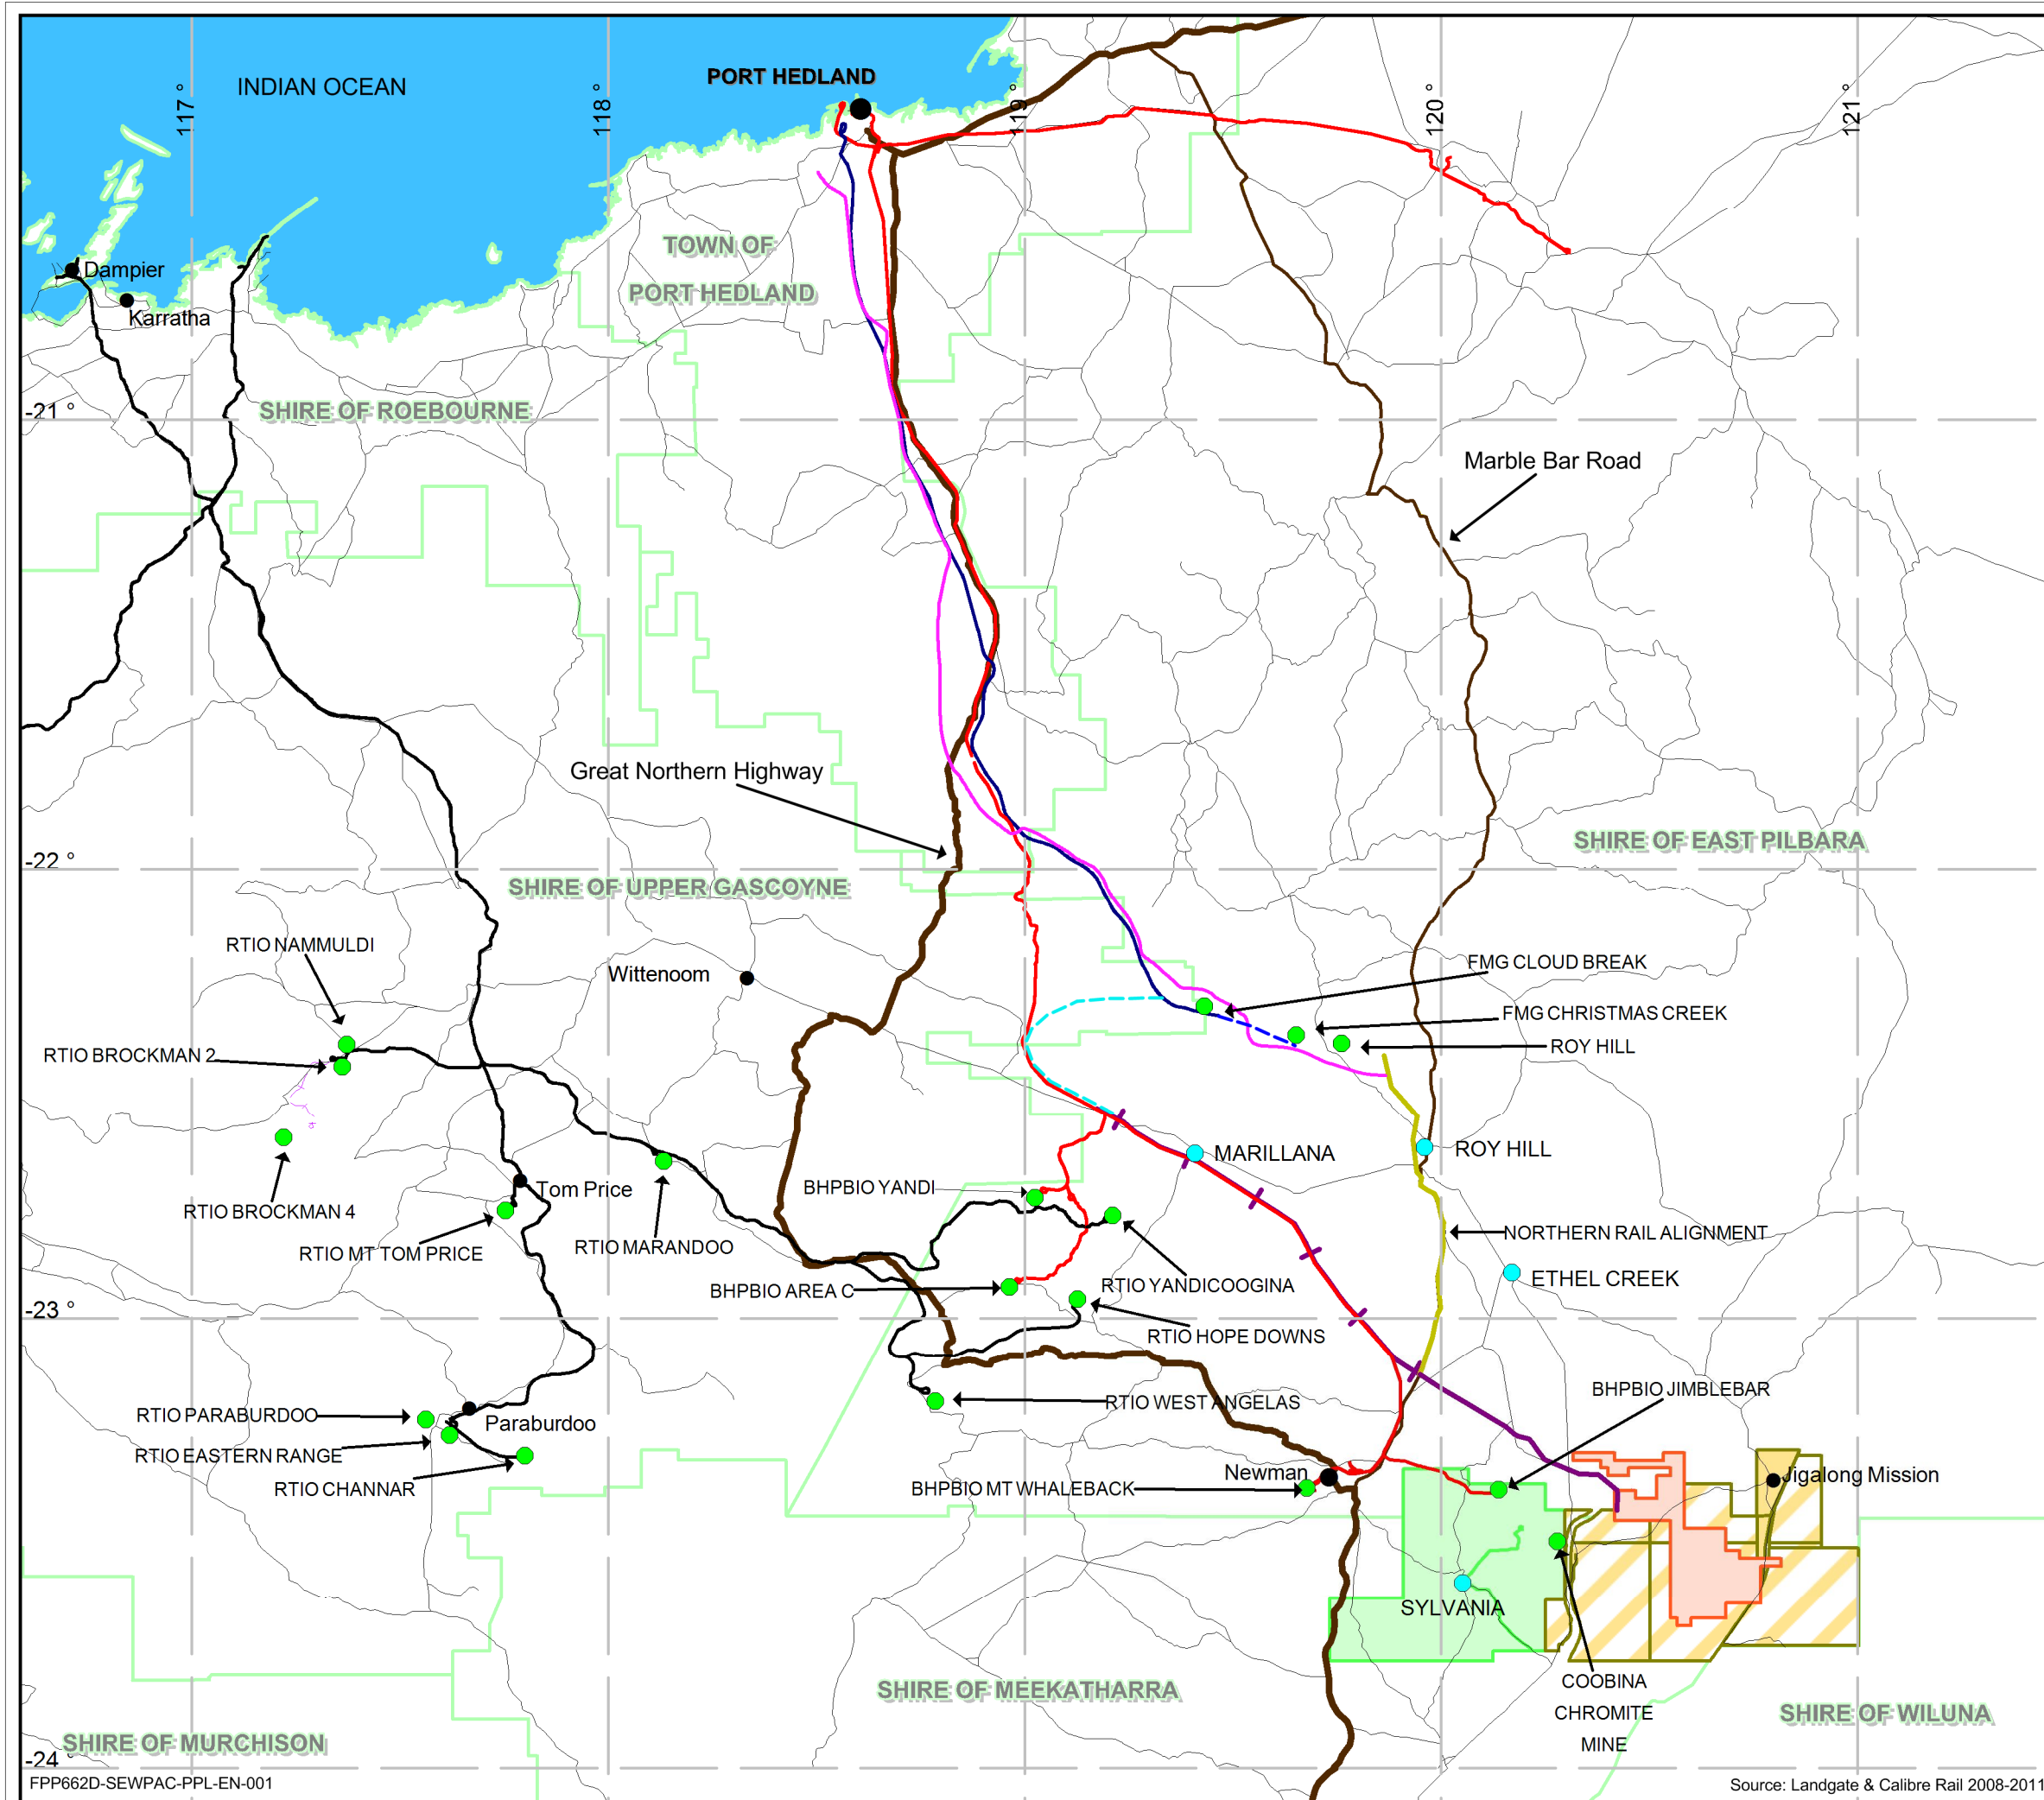 PORT HEDLAND
INDIAN OCEAN
117 °
118 °
119 °
120 °
121 °
TOWN OF
PORT HEDLAND
Dampier
Karratha
SHIRE OF ROEBOURNE
-21 °
Marble Bar Road
Great Northern Highway
SHIRE OF EAST PILBARA
-22 °
SHIRE OF UPPER GASCOYNE
RTIO NAMMULDI
Wittenoom
FMG CLOUD BREAK
FMG CHRISTMAS CREEK
ROY HILL
RTIO BROCKMAN 2
MARILLANA
ROY HILL
BHPBIO YANDI
Tom Price
RTIO BROCKMAN 4
NORTHERN RAIL ALIGNMENT
RTIO MARANDOO
RTIO MT TOM PRICE
ETHEL CREEK
RTIO YANDICOOGINA
BHPBIO AREA C
-23 °
RTIO HOPE DOWNS
BHPBIO JIMBLEBAR
RTIO WEST ANGELAS
RTIO PARABURDOO
Paraburdoo
RTIO EASTERN RANGE
Newman
Jigalong Mission
RTIO CHANNAR
BHPBIO MT WHALEBACK
SYLVANIA
COOBINA
CHROMITE
MINE
SHIRE OF MEEKATHARRA
SHIRE OF WILUNA
SHIRE OF MURCHISON
-24 °
FPP662D-SEWPAC-PPL-EN-001
Source: Landgate & Calibre Rail 2008-2011